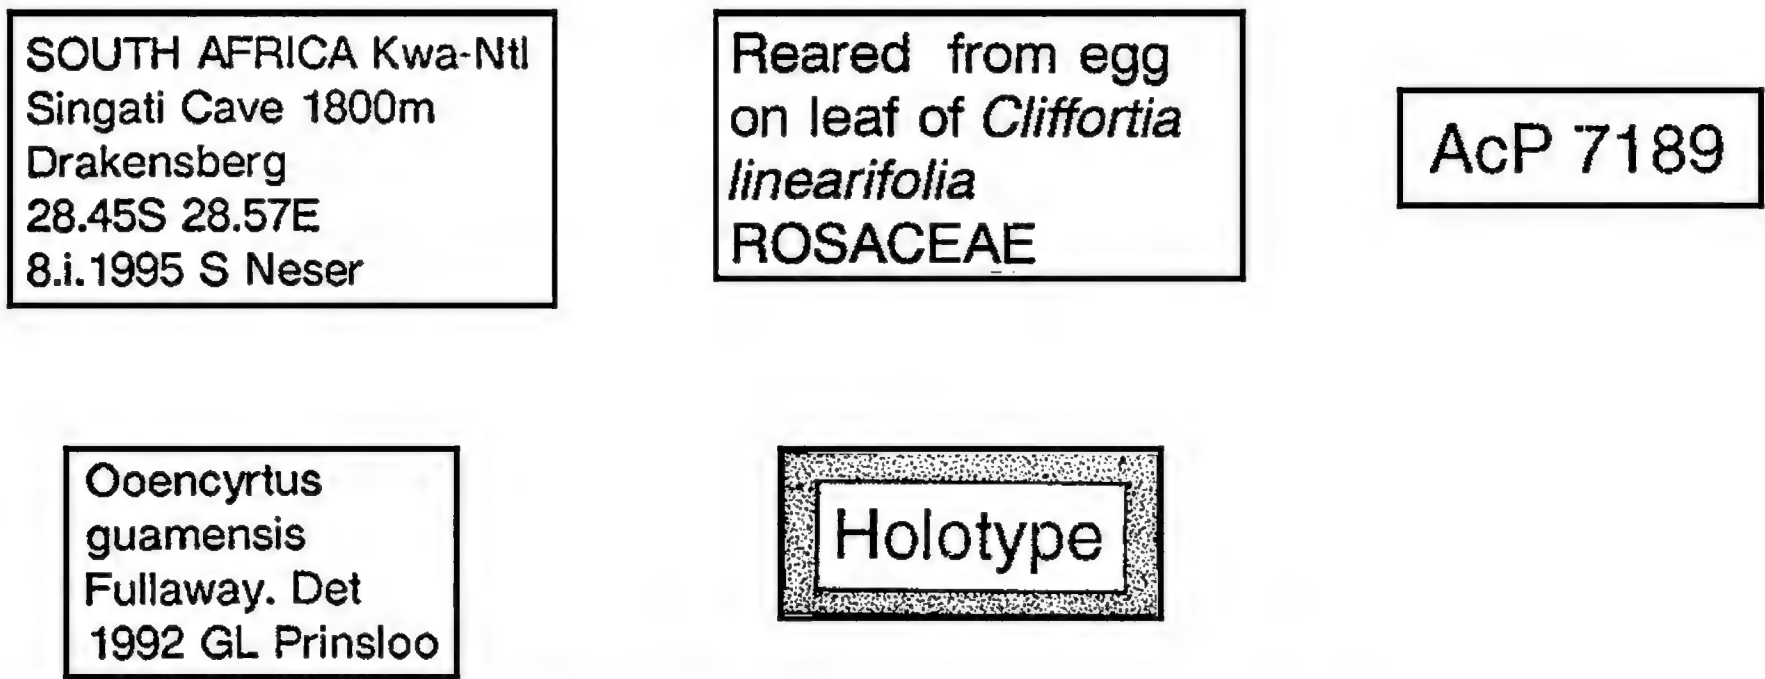 SOUTH AFRICA Kwa-Ntl
Singati Cave 1800m
Drakensberg
28.45S 28.57E
8.i.1995 S Neser
Reared from egg
on leaf of Cliffortia
linearifolia
ROSACEAE
AcP 7189
Ooencyrtus
guamensis
Fullaway. Det
1992 GL Prinsloo
Holotype